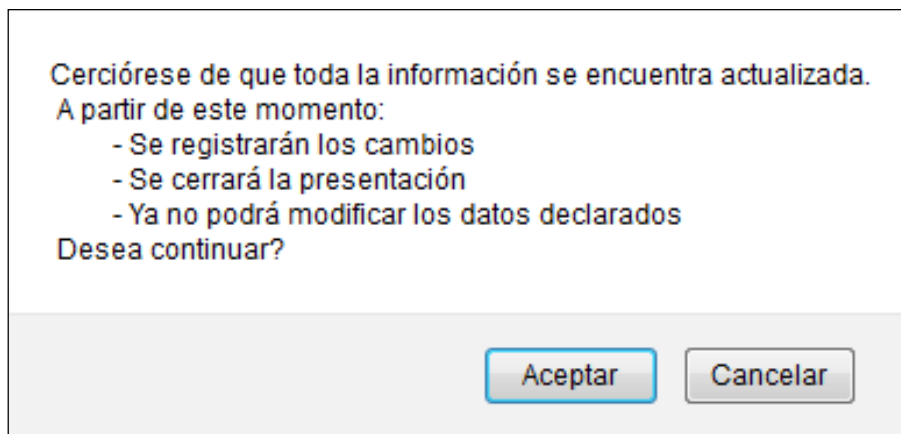 Cerciórese de que toda la información se encuentra actualizada.
A partir de este momento:
- Se registrarán los cambios
- Se cerrará la presentación
- Ya no podrá modificar los datos declarados
Desea continuar?
Aceptar
Cancelar